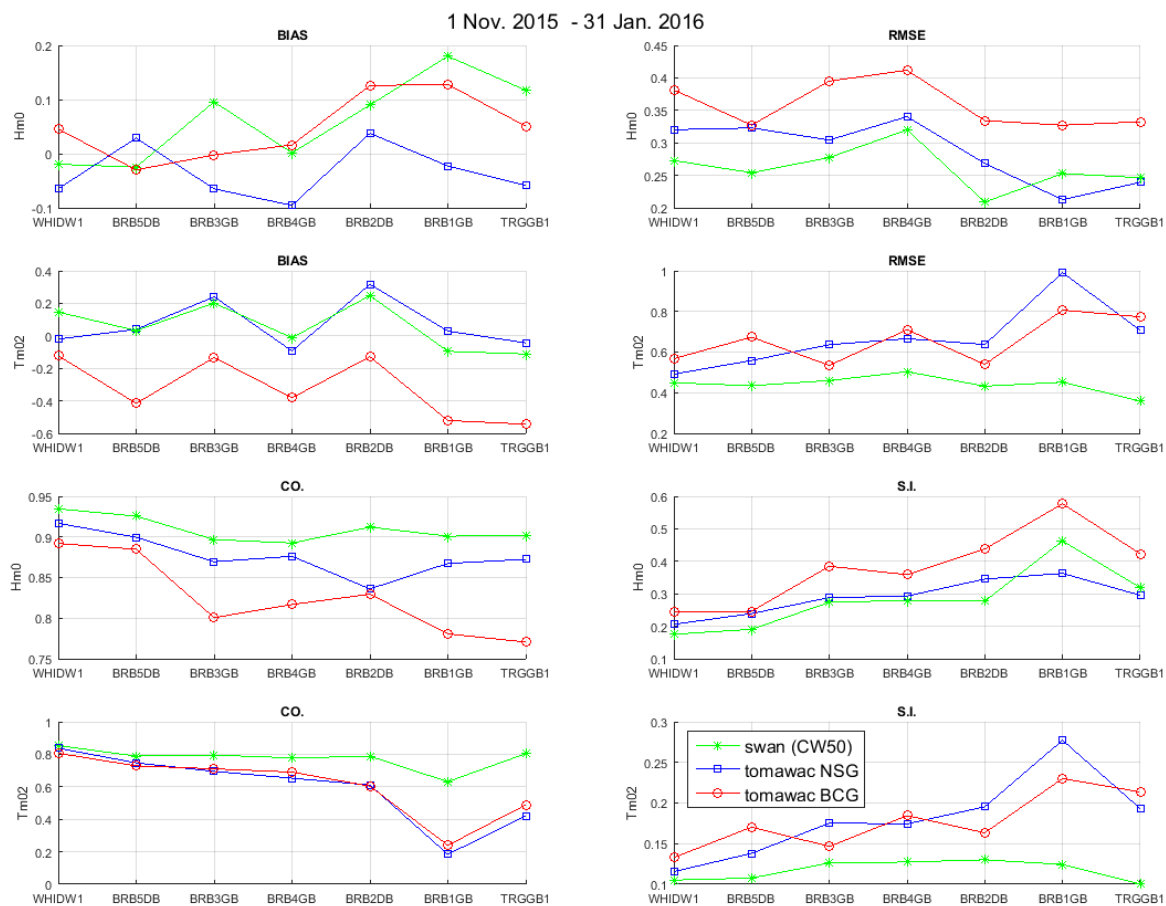 1 Nov. 2015 - 31 Jan. 2016
BIAS
Hm0
0.2
0.1
0
-0.1
WHIDW1 BRB5DB BRB3GB BRB4GB BRB2DB BRB1GB TRGGB1
RMSE
Hm0
0.45
0.4
0.35
0.3
0.25
0.2
WHIDW1 BRB5DB BRB3GB BRB4GB BRB2DB BRB1GB TRGGB1
BIAS
Tm02
0.4
0.2
0
-0.2
-0.4
-0.6
WHIDW1 BRB5DB BRB3GB BRB4GB BRB2DB BRB1GB TRGGB1
RMSE
Tm02
1
0.8
0.6
0.4
0.2
WHIDW1 BRB5DB BRB3GB BRB4GB BRB2DB BRB1GB TRGGB1
CO.
Hm0
0.95
0.9
0.85
0.8
0.75
WHIDW1 BRB5DB BRB3GB BRB4GB BRB2DB BRB1GB TRGGB1
S.I.
Hm0
0.6
0.5
0.4
0.3
0.2
0.1
WHIDW1 BRB5DB BRB3GB BRB4GB BRB2DB BRB1GB TRGGB1
CO.
Tm02
1
0.8
0.6
0.4
0.2
0
WHIDW1 BRB5DB BRB3GB BRB4GB BRB2DB BRB1GB TRGGB1
S.I.
Tm02
0.3
0.25
0.2
0.15
0.1
swan (CW50)
tomawac NSG
tomawac BCG
WHIDW1 BRB5DB BRB3GB BRB4GB BRB2DB BRB1GB TRGGB1